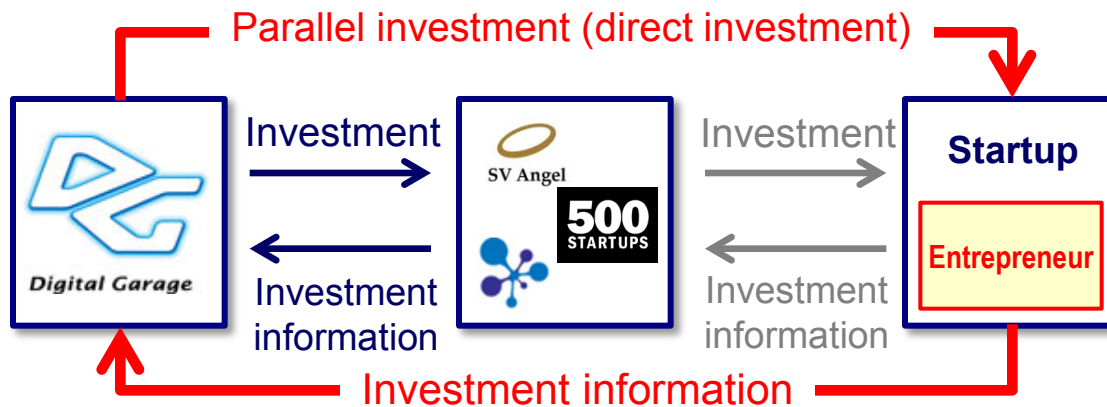 Parallel investment (direct investment)
DG
Digital Garage
Investment
Investment
information
SV Angel
500
STARTUPS
Investment
Investment
information
Startup
Entrepreneur
Investment information